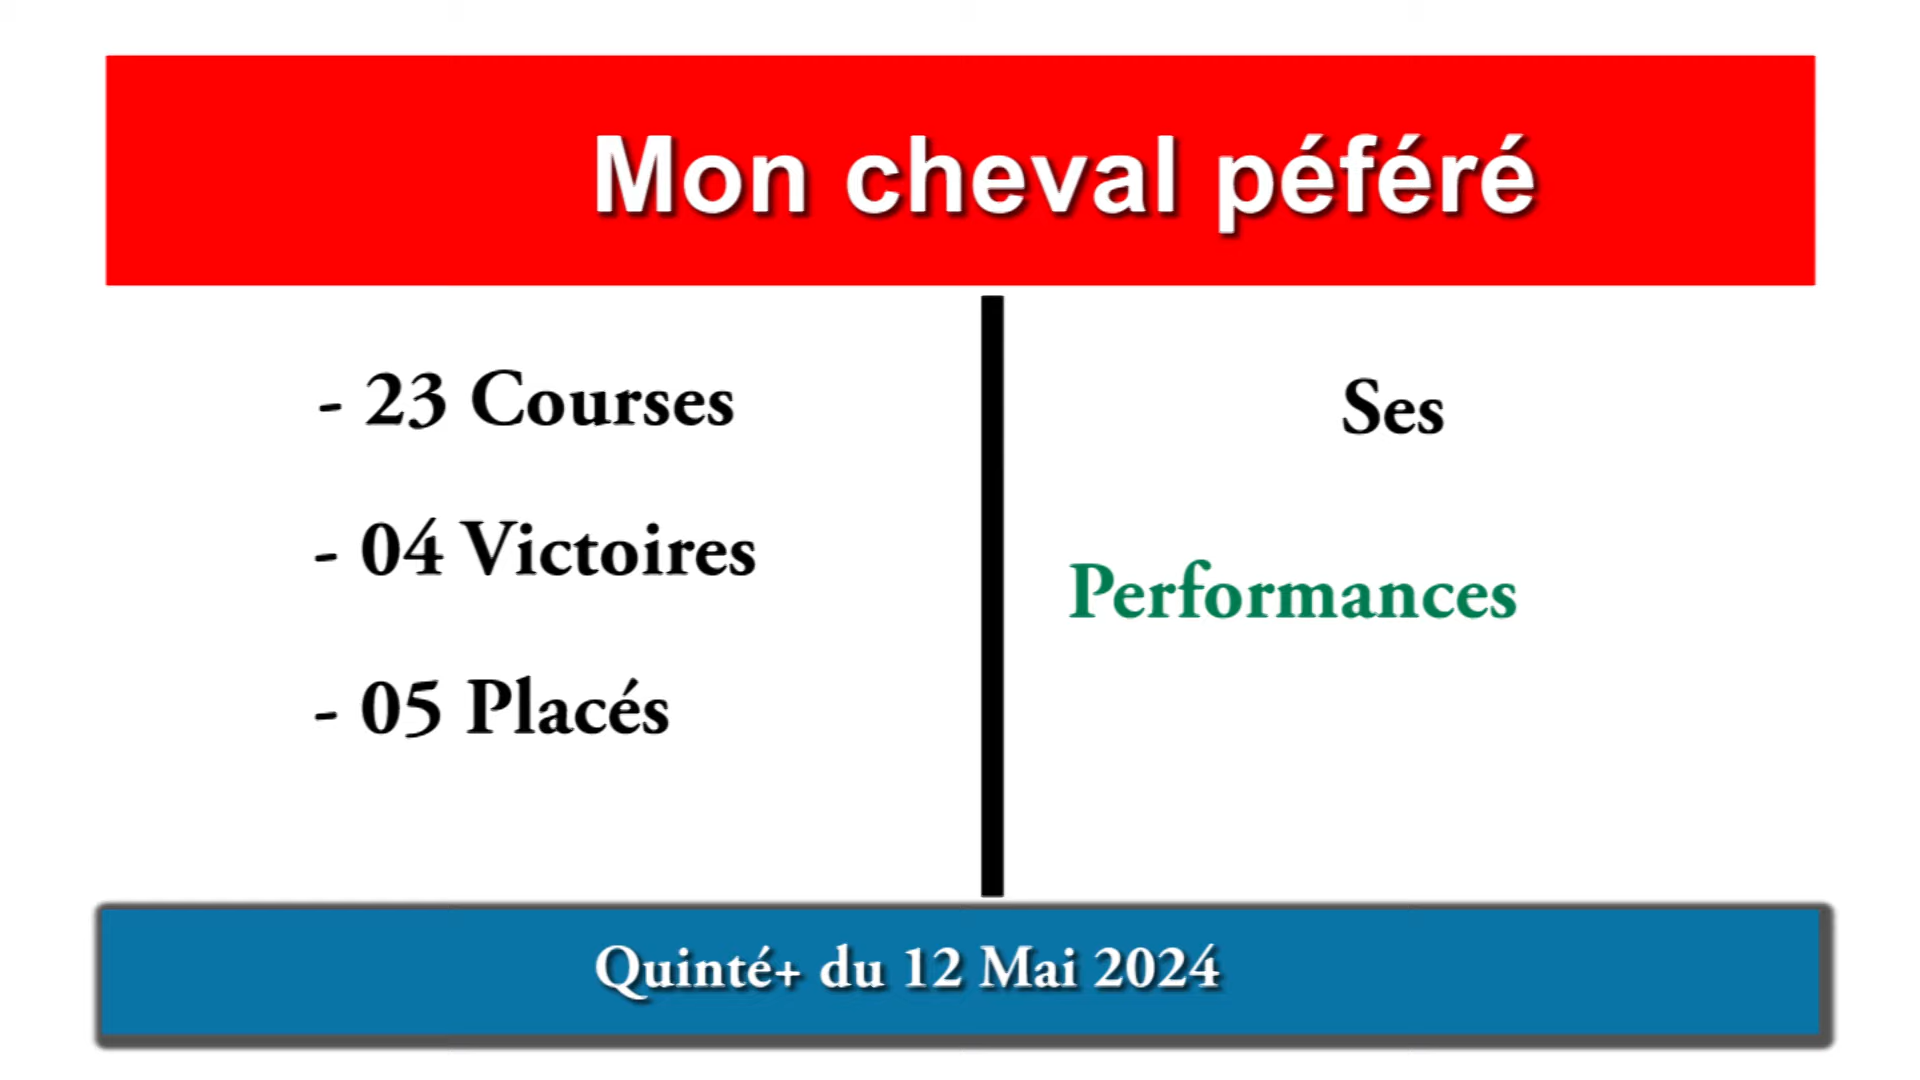 Mon cheval péféré
- 23 Courses
- 04 Victoires
- 05 Placés
Ses
Performances
Quinté+ du 12 Mai 2024